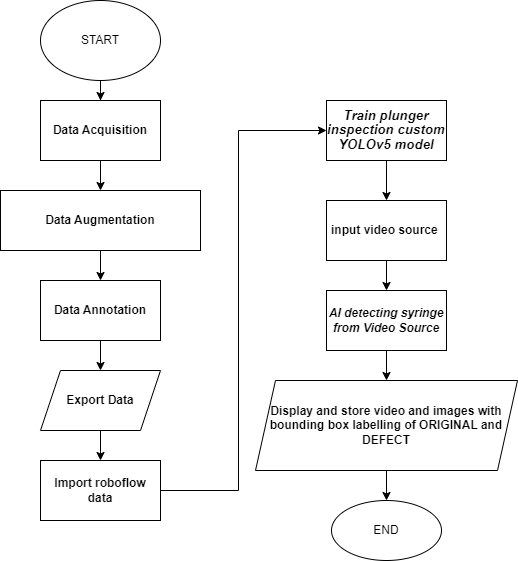 START
Data Acquisition
Data Augmentation
Data Annotation
Export Data
Import roboflow
data
Train plunger
inspection custom
YOLOv5 model
input video source
AI detecting syringe
from Video Source
Display and store video and images with
bounding box labelling of ORIGINAL and
DEFECT
END